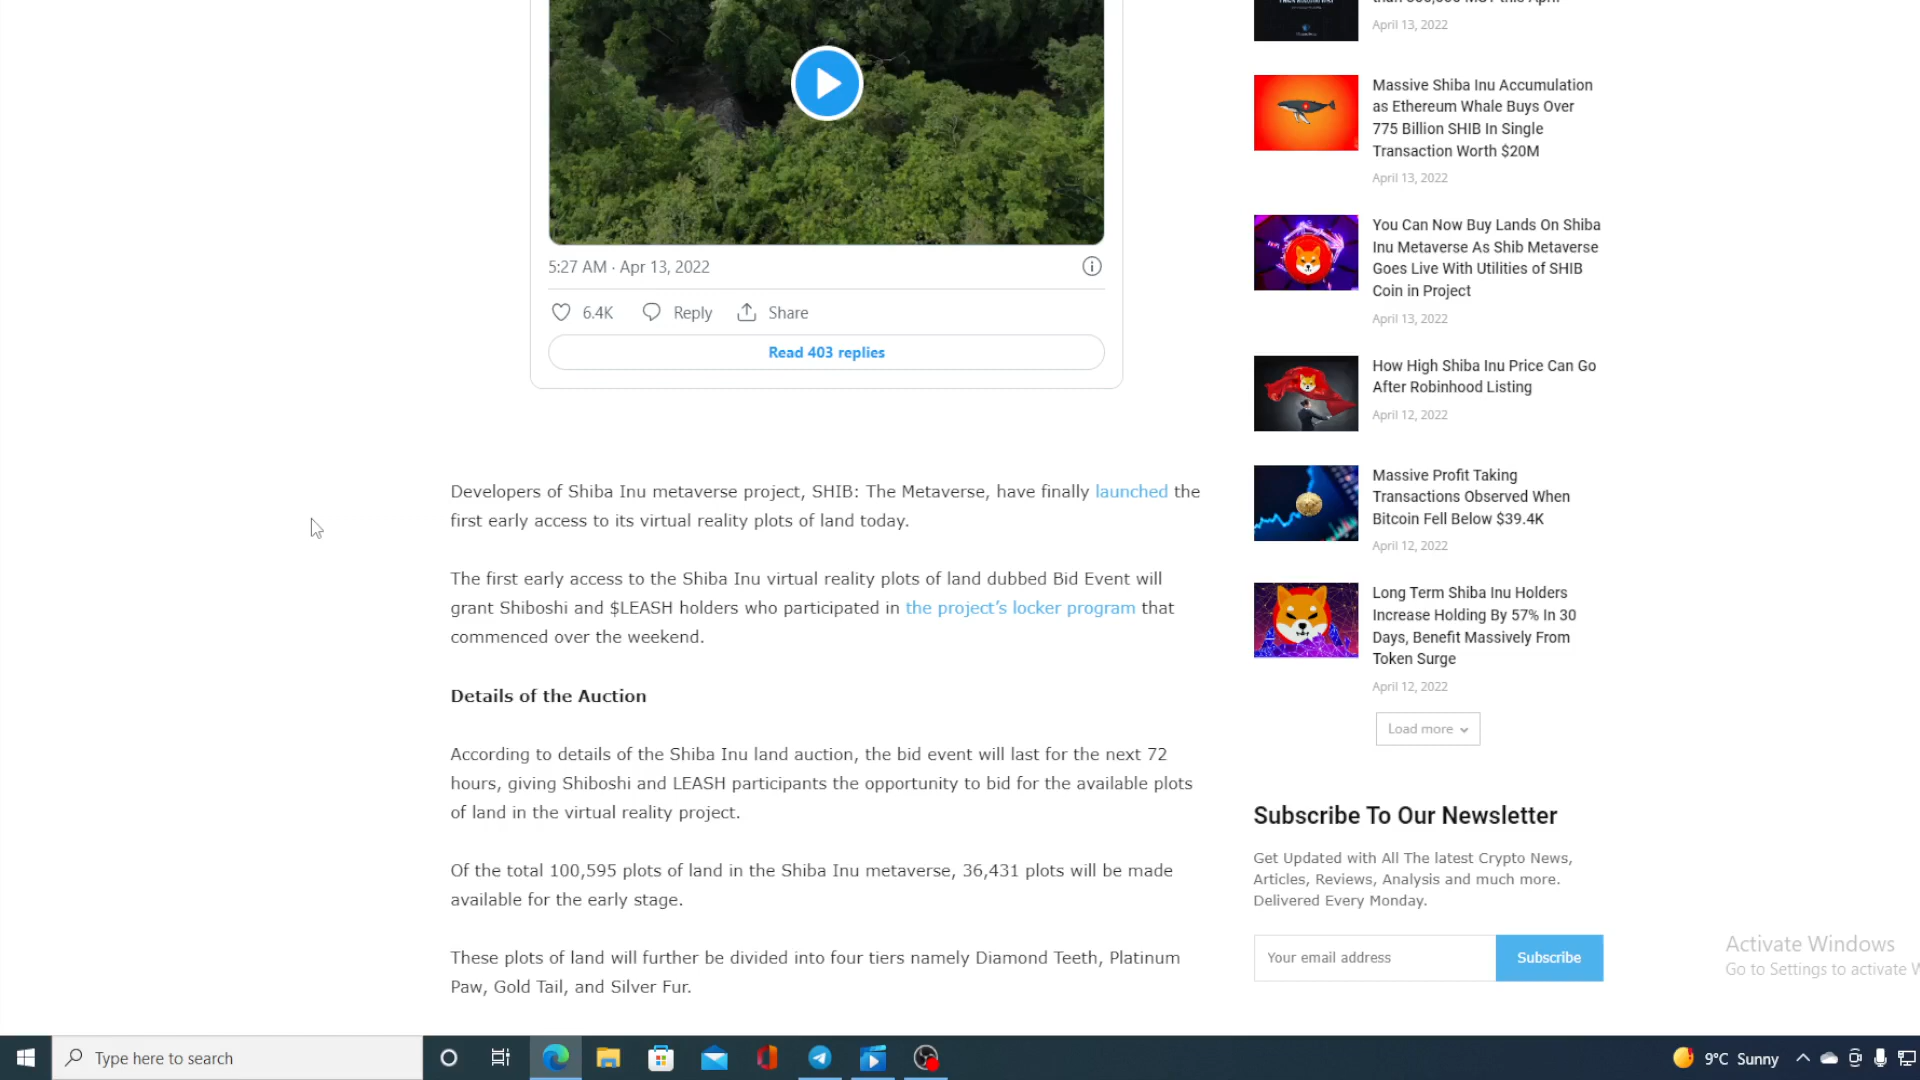 5:27 AM · Apr 13, 2022
6.4K
Reply
Share
Read 403 replies
Developers of Shiba Inu metaverse project, SHIB: The Metaverse, have finally launched the
first early access to its virtual reality plots of land today.
The first early access to the Shiba Inu virtual reality plots of land dubbed Bid Event will
grant Shiboshi and $LEASH holders who participated in the project's locker program that
commenced over the weekend.
Details of the Auction
According to details of the Shiba Inu land auction, the bid event will last for the next 72
hours, giving Shiboshi and LEASH participants the opportunity to bid for the available plots
of land in the virtual reality project.
Of the total 100,595 plots of land in the Shiba Inu metaverse, 36,431 plots will be made
available for the early stage.
These plots of land will further be divided into four tiers namely Diamond Teeth, Platinum
Paw, Gold Tail, and Silver Fur.
April 13, 2022
Massive Shiba Inu Accumulation
as Ethereum Whale Buys Over
775 Billion SHIB In Single
Transaction Worth $20M
April 13, 2022
You Can Now Buy Lands On Shiba
Inu Metaverse As Shib Metaverse
Goes Live With Utilities of SHIB
Coin in Project
April 13, 2022
How High Shiba Inu Price Can Go
After Robinhood Listing
April 12, 2022
Massive Profit Taking
Transactions Observed When
Bitcoin Fell Below $39.4K
April 12, 2022
Long Term Shiba Inu Holders
Increase Holding By 57% In 30
Days, Benefit Massively From
Token Surge
April 12, 2022
Load more
Subscribe To Our Newsletter
Get Updated with All The latest Crypto News,
Articles, Reviews, Analysis and much more.
Delivered Every Monday.
Your email address
Subscribe
Activate Windows
Go to Settings to activate W
Type here to search
9°C Sunny